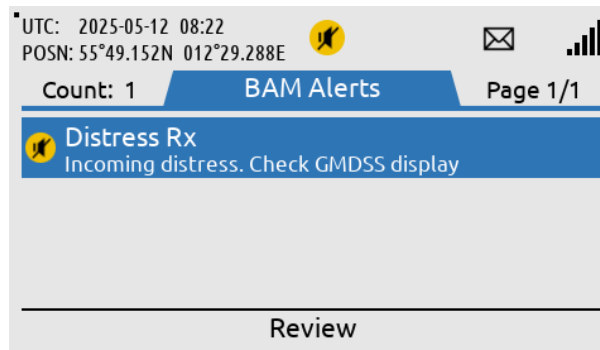 UTC: 2025-05-12 08:22
POSN: 55°49.152N 012°29.288E
Count: 1 BAM Alerts Page 1/1
Distress Rx
Incoming distress. Check GMDSS display
Review